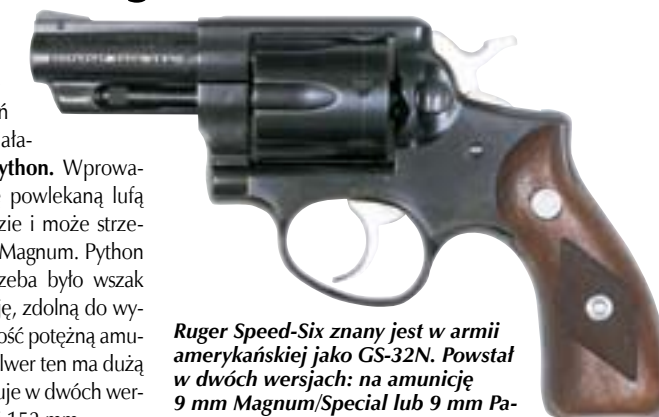 ń
ała-
ython. Wprowa-
powlekaną lufą
zie i może strze-
Magnum. Python
zeba było wszak
ję, zdolną do wy-
ość potężną amu-
lwer ten ma dużą
uje w dwóch wer-
Ruger Speed-Six znany jest w armii
amerykańskiej jako GS-32N. Powstał
w dwóch wersjach: na amunicję
9 mm Magnum/Special lub 9 mm Pa-